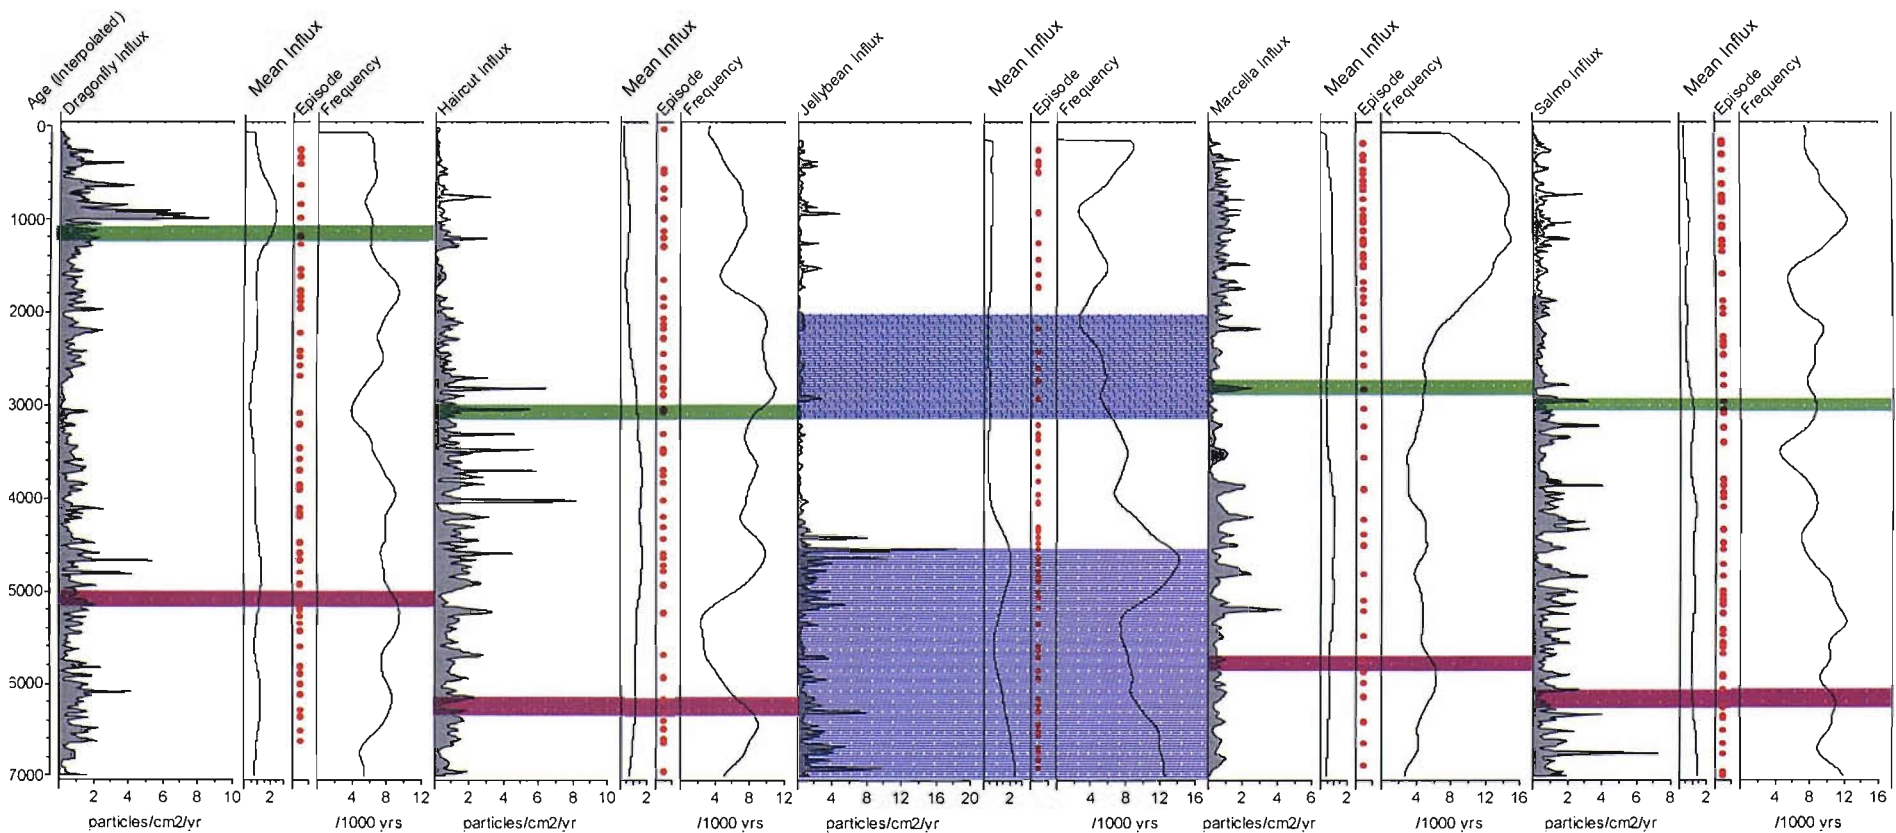 Age (Interpolated)
Dragonfly Influx
Mean Influx
Episode
Frequency
Haircut Influx
Mean Influx
Episode
Frequency
Jellybean Influx
Mean Influx
Episode
Frequency
Marcella Influx
Mean Influx
Episode
Frequency
Salmo Influx
Mean Influx
Episode
Frequency
0
1000
2000
3000
4000
5000
6000
7000
2 4 6 8 10 2 4 8 12 2 4 6 8 10 2 4 8 12 4 8 12 16 20 2 4 8 12 16 2 4 6 2 4 8 12 16 2 4 6 8 2 4 8 12 16
particles/cm2/yr /1000 yrs particles/cm2/yr /1000 yrs particles/cm2/yr /1000 yrs particles/cm2/yr /1000 yrs particles/cm2/yr /1000 yrs